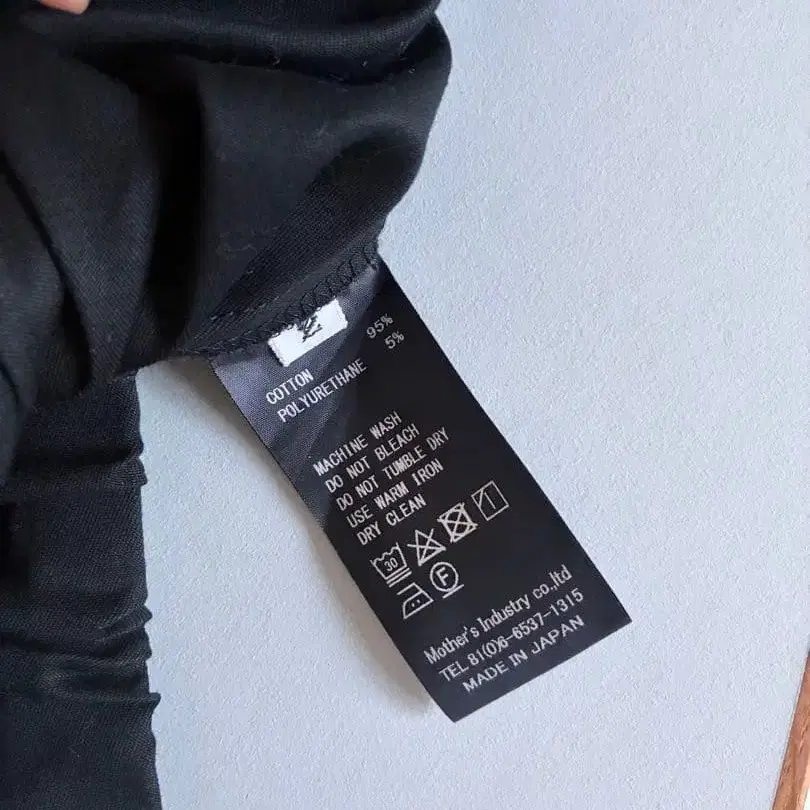 COTTON 95%
POLYURETHANE 5%
MACHINE WASH
DO NOT BLEACH
DO NOT TUMBLE DRY
USE WARM IRON
DRY CLEAN
30
F
Mother's Industry co.,ltd
TEL 81(0)6-6537-1315
MADE IN JAPAN